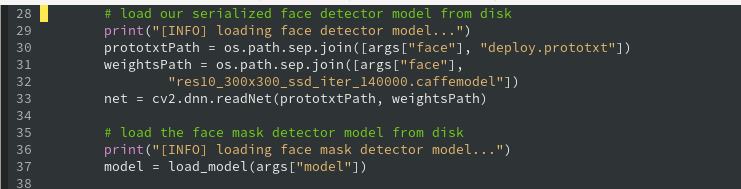 28 # load our serialized face detector model from disk
29 print("[INFO] loading face detector model...")
30 prototxtPath = os.path.sep.join([args["face"], "deploy.prototxt"])
31 weightsPath = os.path.sep.join([args["face"],
32 "res10_300x300_ssd_iter_140000.caffemodel"])
33 net = cv2.dnn.readNet(prototxtPath, weightsPath)
34
35 # load the face mask detector model from disk
36 print("[INFO] loading face mask detector model...")
37 model = load_model(args["model"])
38